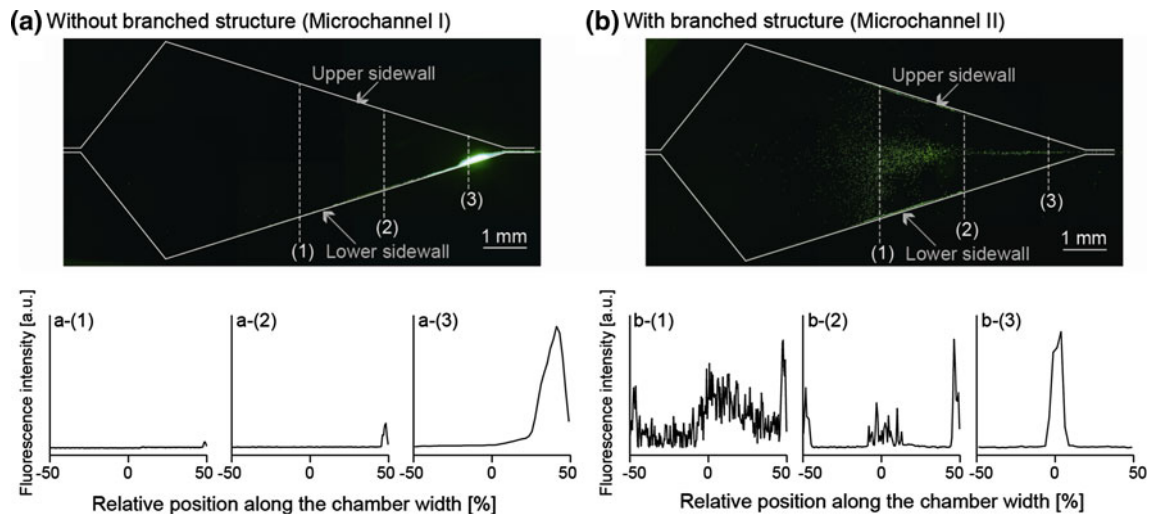 (a) Without branched structure (Microchannel I)
Upper sidewall
(3)
(2)
(1)
Lower sidewall
1 mm
(b) With branched structure (Microchannel II)
Upper sidewall
(3)
(2)
(1)
Lower sidewall
1 mm
Fluorescence intensity [a.u.]
a-(1)
a-(2)
a-(3)
-50 0 50
-50 0 50
-50 0 50
Relative position along the chamber width [%]
Fluorescence intensity [a.u.]
b-(1)
b-(2)
b-(3)
-50 0 50
-50 0 50
-50 0 50
Relative position along the chamber width [%]